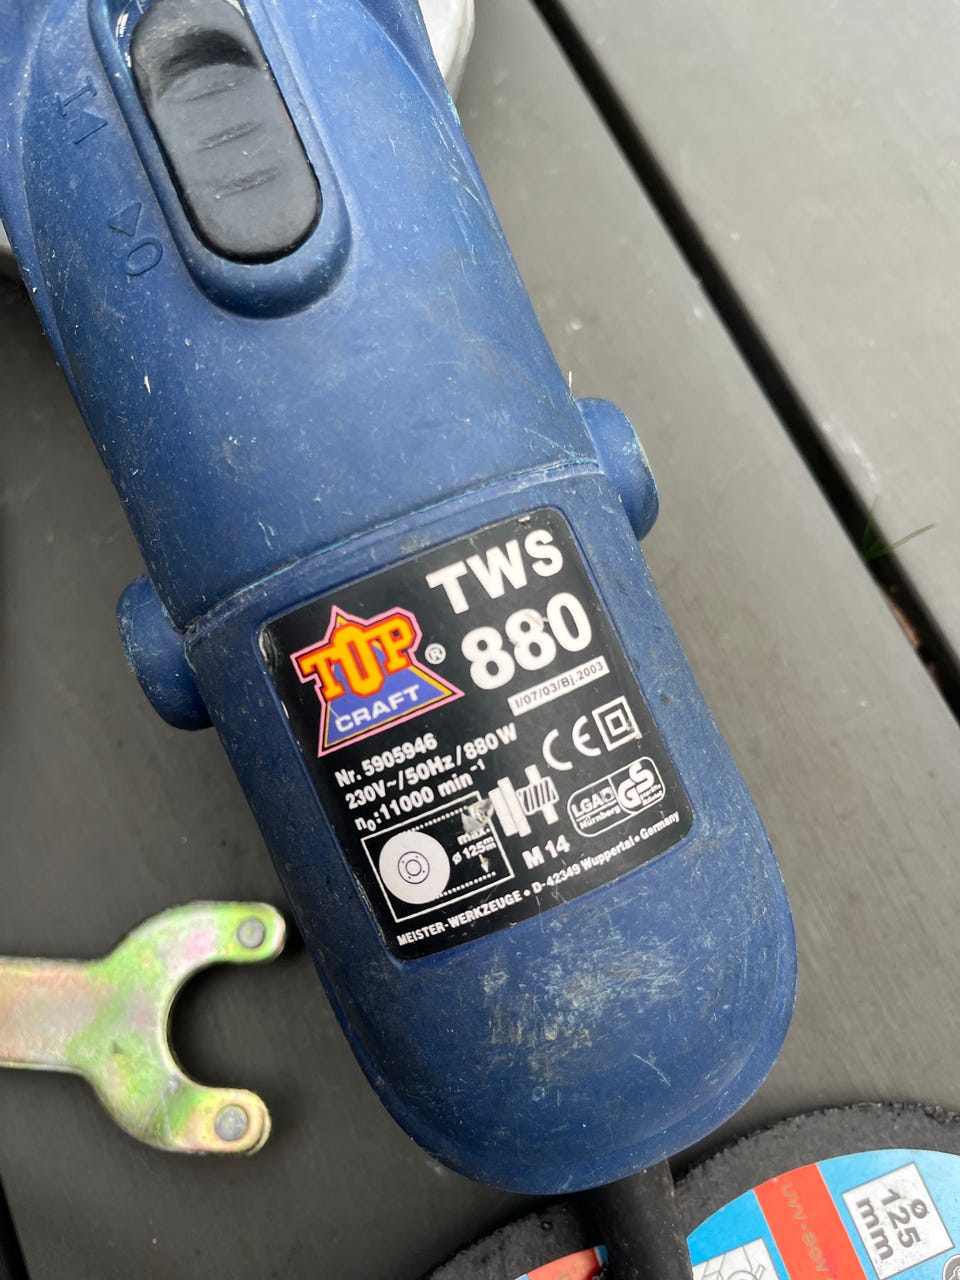 I
0
TWS
880
TOP
CRAFT
®
I/07/03/Bj.2003
Nr. 5905946
230V~/50Hz/880W
n₀:11000 min⁻¹
CE
max.
ø 125mm
M 14
LGA
Nürnberg
GS
MEISTER-WERKZEUGE • D-42349 Wuppertal • Germany
ø
125
mm